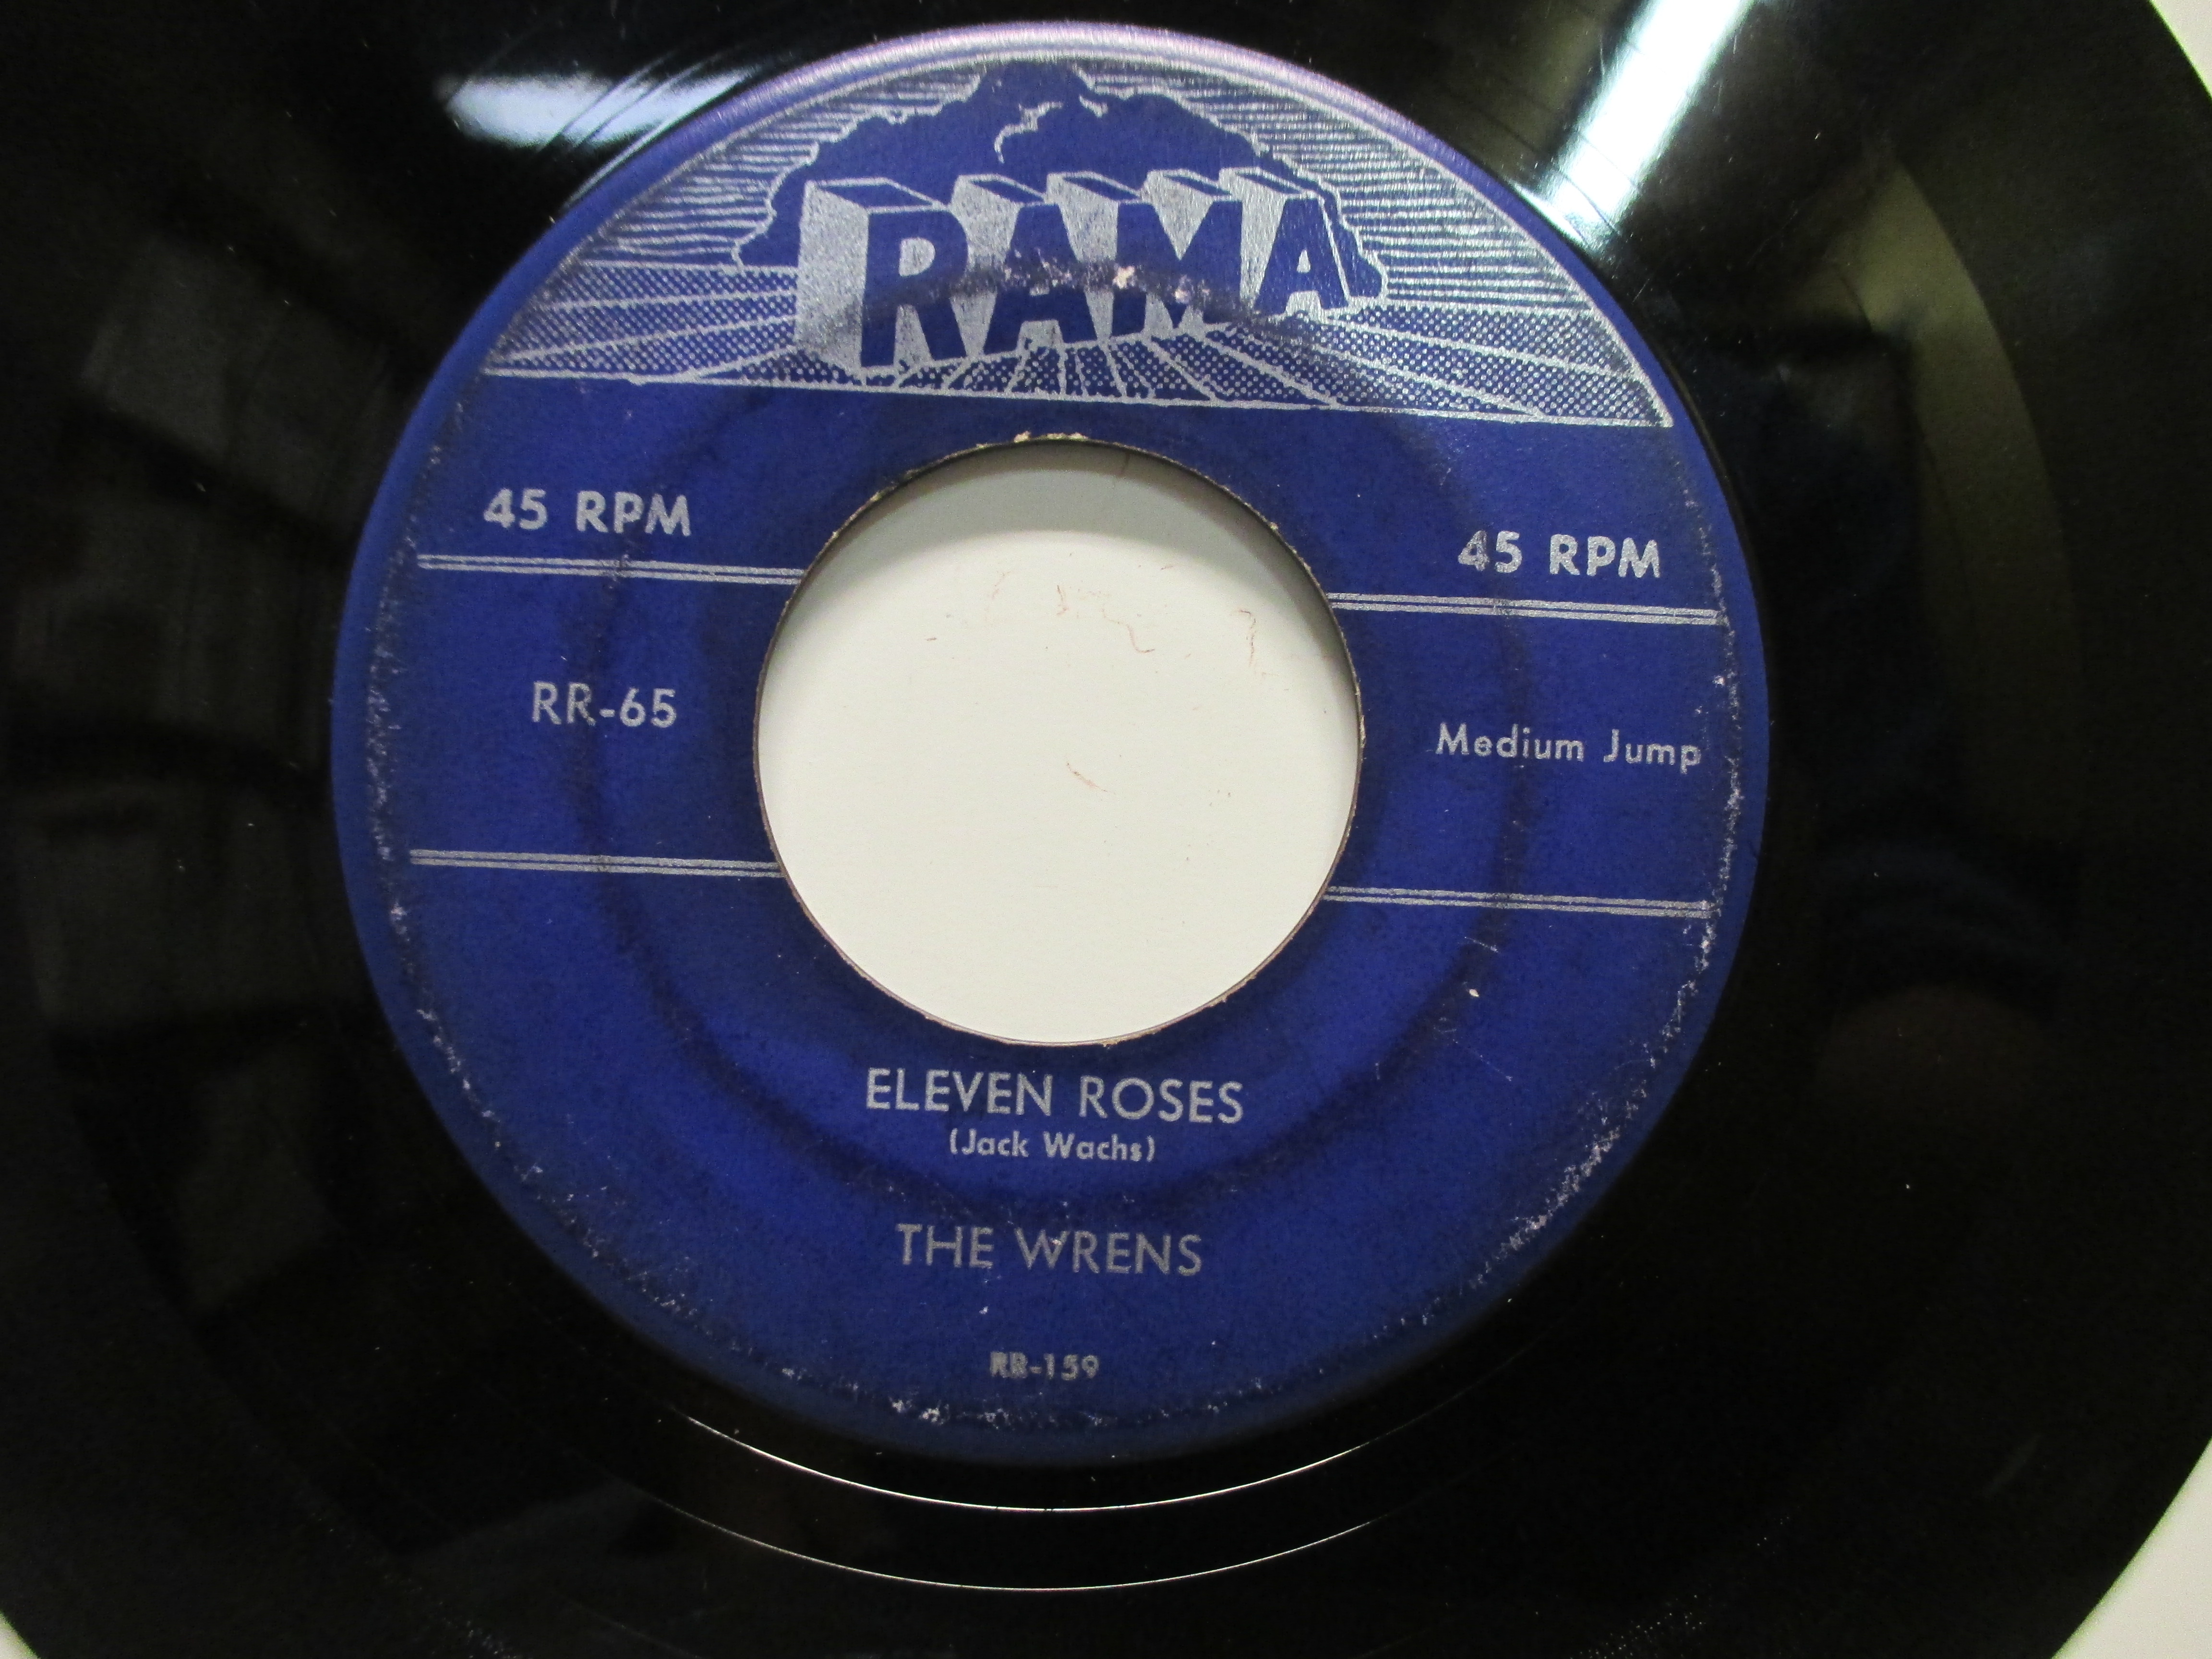 RAMA
45 RPM
45 RPM
RR-65
Medium Jump
ELEVEN ROSES
(Jack Wachs)
THE WRENS
RR-159